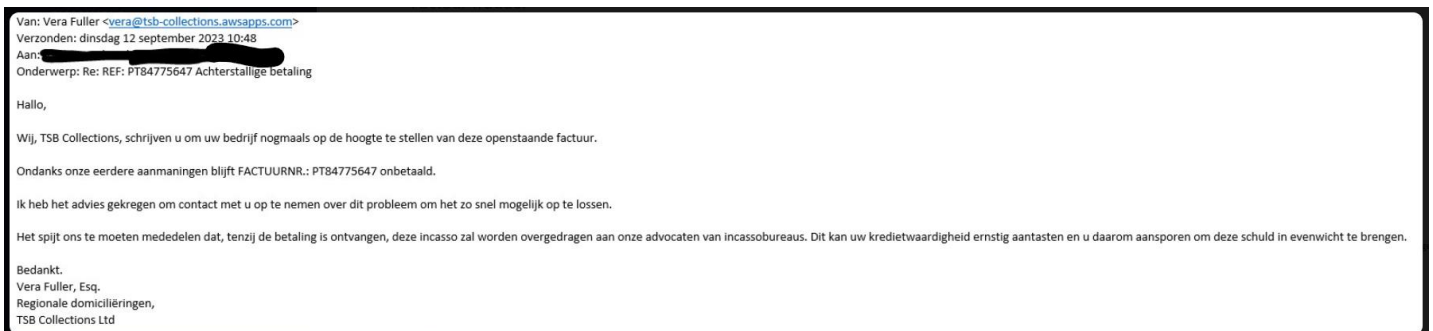 Van: Vera Fuller <vera@tsb-collections.awsapps.com>
Verzonden: dinsdag 12 september 2023 10:48
Aan:
Onderwerp: Re: REF: PT84775647 Achterstallige betaling
Hallo,
Wij, TSB Collections, schrijven u om uw bedrijf nogmaals op de hoogte te stellen van deze openstaande factuur.
Ondanks onze eerdere aanmaningen blijft FACTUURNR.: PT84775647 onbetaald.
Ik heb het advies gekregen om contact met u op te nemen over dit probleem om het zo snel mogelijk op te lossen.
Het spijt ons te moeten mededelen dat, tenzij de betaling is ontvangen, deze incasso zal worden overgedragen aan onze advocaten van incassobureaus. Dit kan uw kredietwaardigheid ernstig aantasten en u daarom aansporen om deze schuld in evenwicht te brengen.
Bedankt.
Vera Fuller, Esq.
Regionale domiciliëringen,
TSB Collections Ltd